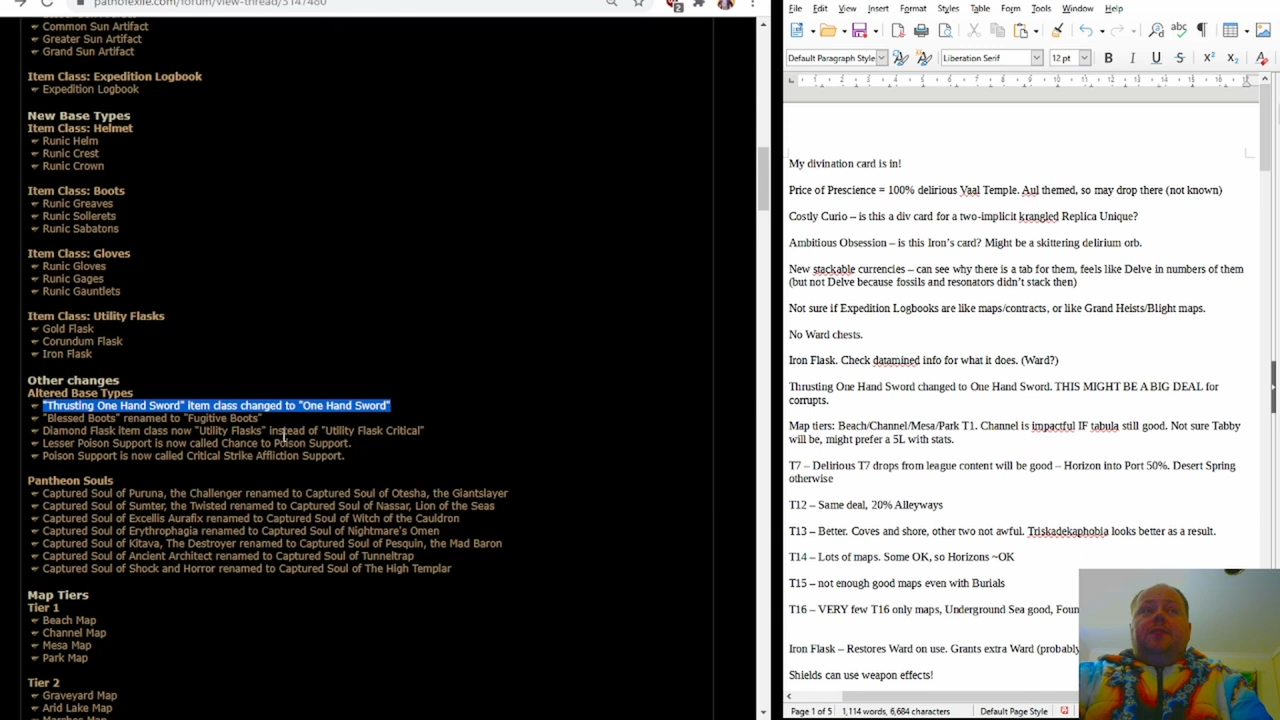 pathofexile.com/forum/view-thread/3147480
2
Common Sun Artifact
Greater Sun Artifact
Grand Sun Artifact
Item Class: Expedition Logbook
Expedition Logbook
New Base Types
Item Class: Helmet
Runic Helm
Runic Crest
Runic Crown
Item Class: Boots
Runic Greaves
Runic Sollerets
Runic Sabatons
Item Class: Gloves
Runic Gloves
Runic Gages
Runic Gauntlets
Item Class: Utility Flasks
Gold Flask
Corundum Flask
Iron Flask
Other changes
Altered Base Types
"Thrusting One Hand Sword" item class changed to "One Hand Sword"
"Blessed Boots" renamed to "Fugitive Boots"
Diamond Flask item class now "Utility Flasks" instead of "Utility Flask Critical"
Lesser Poison Support is now called Chance to Poison Support.
Poison Support is now called Critical Strike Affliction Support.
Pantheon Souls
Captured Soul of Puruna, the Challenger renamed to Captured Soul of Otesha, the Giantslayer
Captured Soul of Sumter, the Twisted renamed to Captured Soul of Nassar, Lion of the Seas
Captured Soul of Excellis Aurafix renamed to Captured Soul of Witch of the Cauldron
Captured Soul of Erythrophagia renamed to Captured Soul of Nightmare's Omen
Captured Soul of Kitava, The Destroyer renamed to Captured Soul of Pesquin, the Mad Baron
Captured Soul of Ancient Architect renamed to Captured Soul of Tunneltrap
Captured Soul of Shock and Horror renamed to Captured Soul of The High Templar
Map Tiers
Tier 1
Beach Map
Channel Map
Mesa Map
Park Map
Tier 2
Graveyard Map
Arid Lake Map
File Edit View Insert Format Styles Table Form Tools Window Help
Default Paragraph Style Liberation Serif 12 pt
My divination card is in!
Price of Prescience = 100% delirious Vaal Temple. Aul themed, so may drop there (not known)
Costly Curio – is this a div card for a two-implicit krangled Replica Unique?
Ambitious Obsession – is this Iron's card? Might be a skittering delirium orb.
New stackable currencies – can see why there is a tab for them, feels like Delve in numbers of them
(but not Delve because fossils and resonators didn't stack then)
Not sure if Expedition Logbooks are like maps/contracts, or like Grand Heists/Blight maps.
No Ward chests.
Iron Flask. Check datamined info for what it does. (Ward?)
Thrusting One Hand Sword changed to One Hand Sword. THIS MIGHT BE A BIG DEAL for
corrupts.
Map tiers: Beach/Channel/Mesa/Park T1. Channel is impactful IF tabula still good. Not sure Tabby
will be, might prefer a 5L with stats.
T7 – Delirious T7 drops from league content will be good – Horizon into Port 50%. Desert Spring
otherwise
T12 – Same deal, 20% Alleyways
T13 – Better. Coves and shore, other two not awful. Triskadekaphobia looks better as a result.
T14 – Lots of maps. Some OK, so Horizons ~OK
T15 – not enough good maps even with Burials
T16 – VERY few T16 only maps, Underground Sea good, Foun
Iron Flask – Restores Ward on use. Grants extra Ward (probably
Shields can use weapon effects!
Page 1 of 5 1,114 words, 6,684 characters Default Page Style